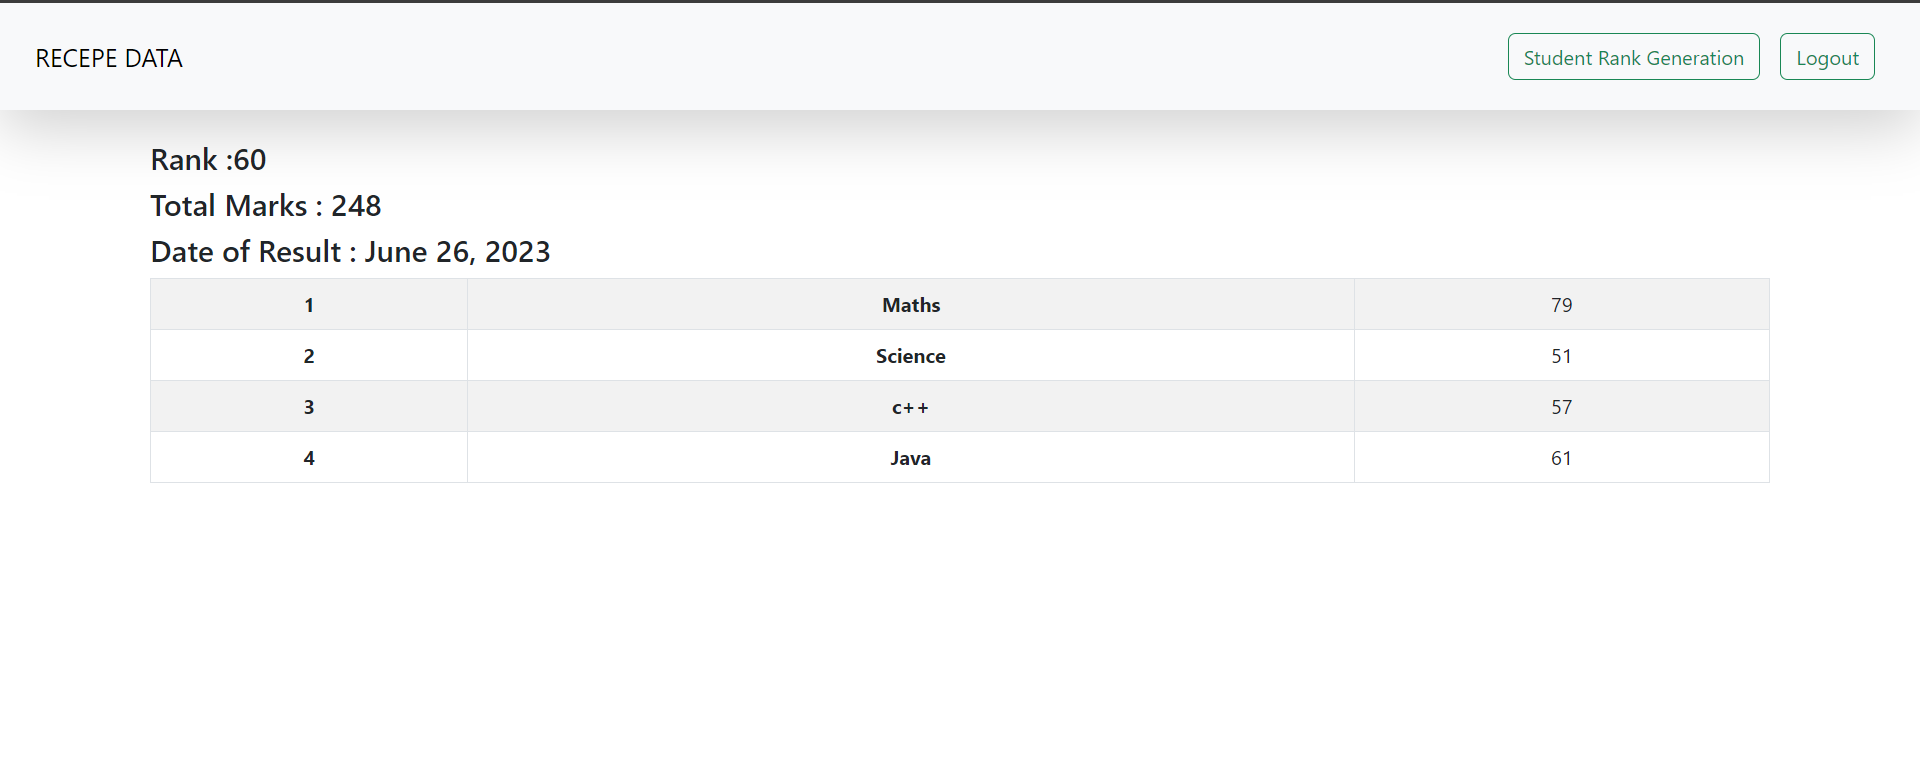 RECEPE DATA
Student Rank Generation
Logout
Rank :60
Total Marks : 248
Date of Result : June 26, 2023
1 Maths 79
2 Science 51
3 c++ 57
4 Java 61